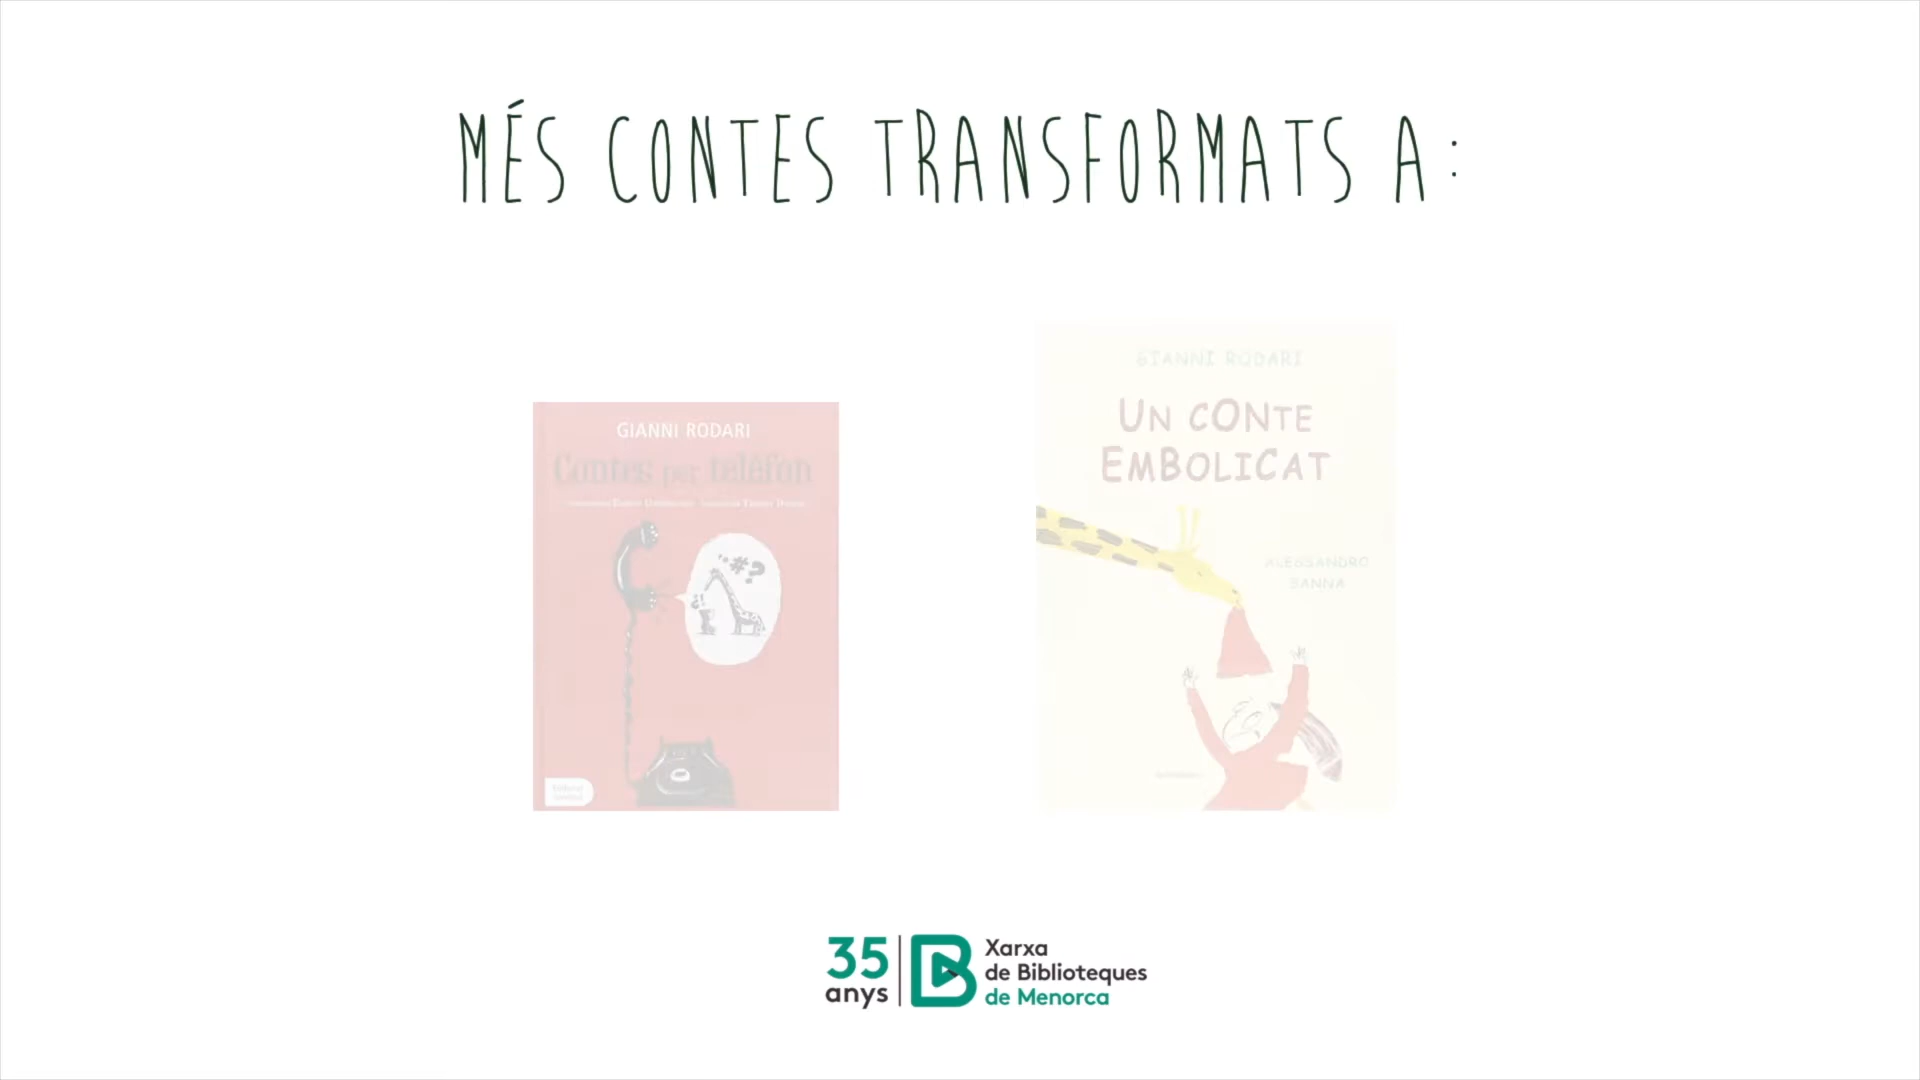 MÉS CONTES TRANSFORMATS A:
GIANNI RODARI
Contes per telèfon
GIANNI RODARI
UN CONTE
EMBOLICAT
ALESSANDRO
SANNA
35
anys
Xarxa
de Biblioteques
de Menorca